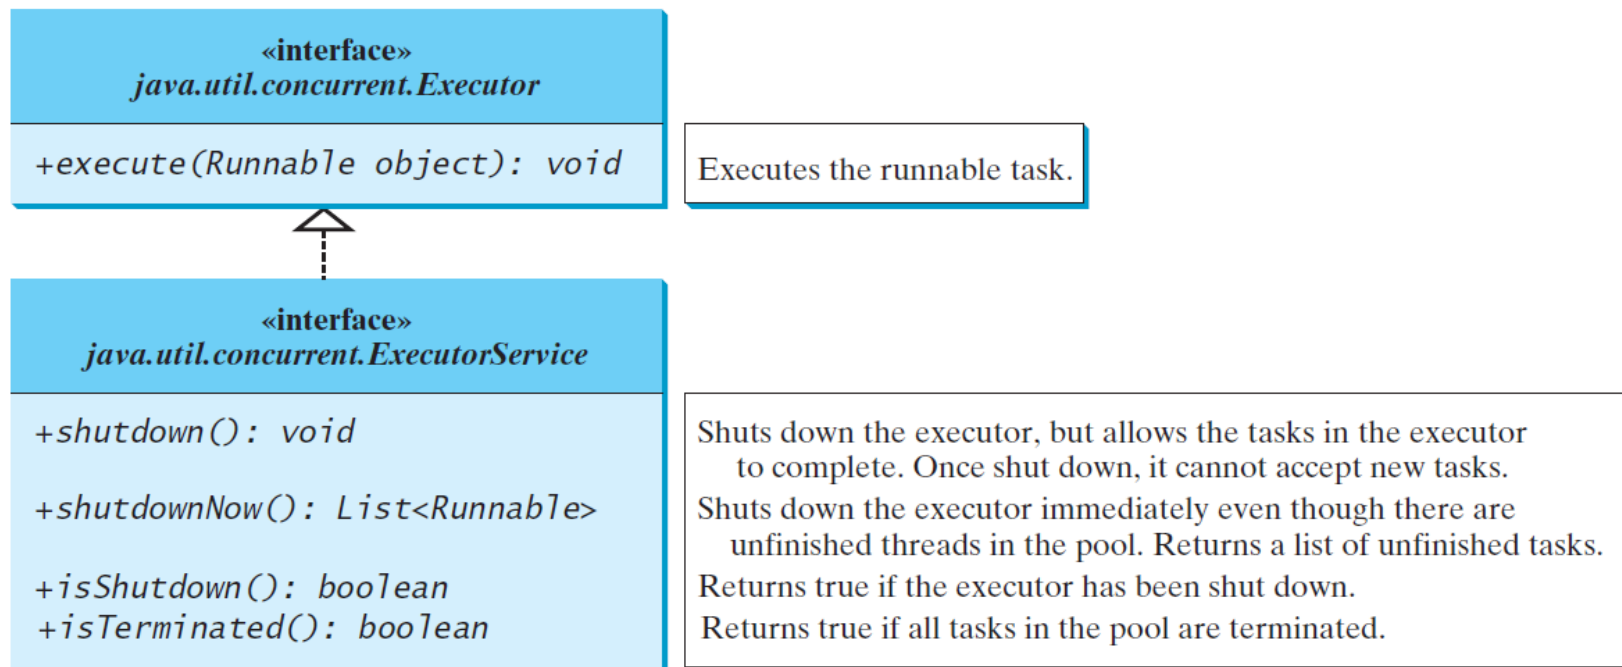 «interface»
java.util.concurrent.Executor
+execute(Runnable object): void
Executes the runnable task.
«interface»
java.util.concurrent.ExecutorService
+shutdown(): void
Shuts down the executor, but allows the tasks in the executor
to complete. Once shut down, it cannot accept new tasks.
+shutdownNow(): List<Runnable>
Shuts down the executor immediately even though there are
unfinished threads in the pool. Returns a list of unfinished tasks.
+isShutdown(): boolean
Returns true if the executor has been shut down.
+isTerminated(): boolean
Returns true if all tasks in the pool are terminated.